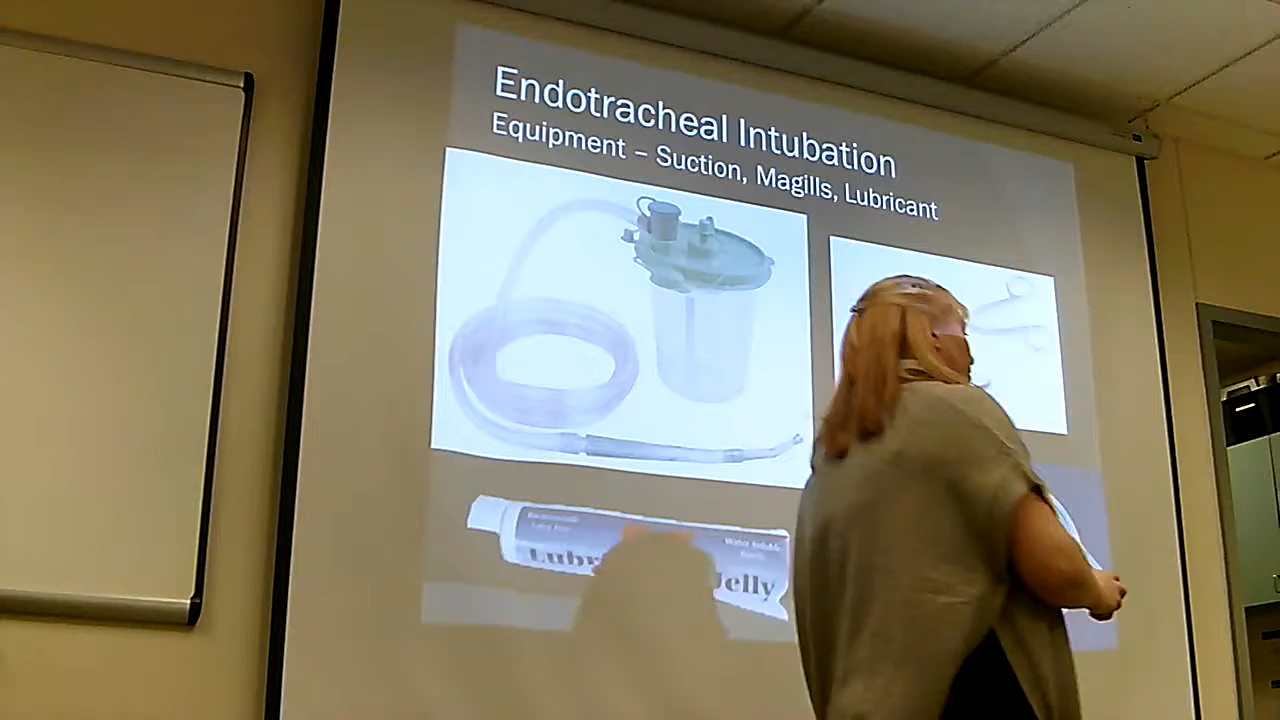 Endotracheal Intubation
Equipment – Suction, Magills, Lubricant
Water Soluble
Jelly